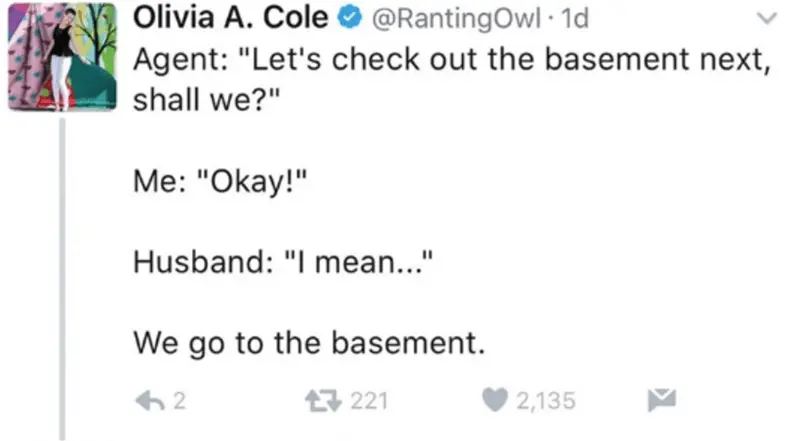 Olivia A. Cole @RantingOwl · 1d
Agent: "Let's check out the basement next,
shall we?"
Me: "Okay!"
Husband: "I mean..."
We go to the basement.
2 221 2,135